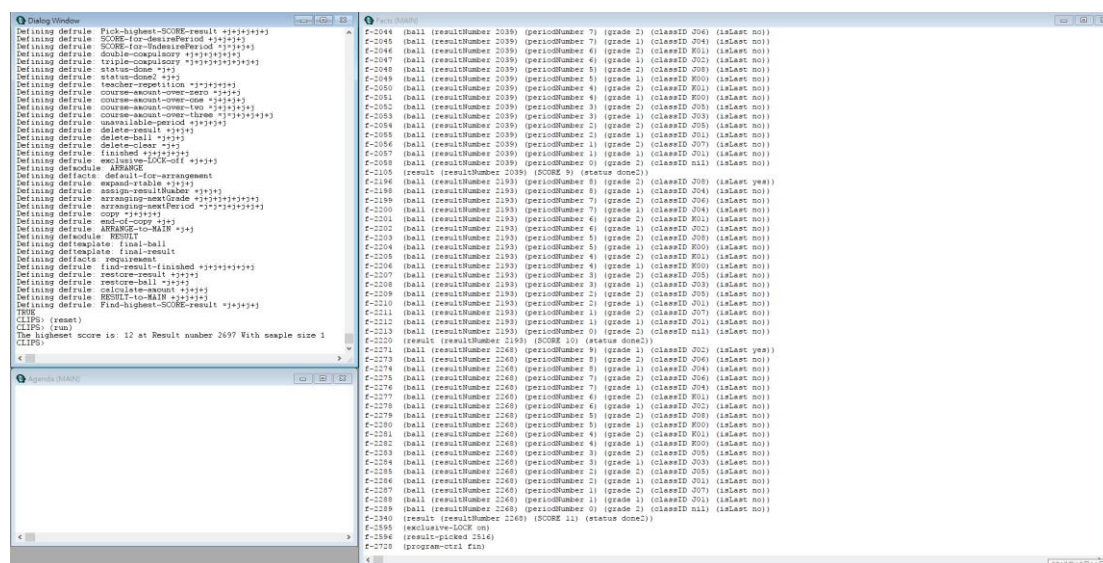 Dialog Window
Defining defrule: Pick-highest-SCORE-result +j+j+j+j+j
Defining defrule: SCORE-for-desirePeriod +j+j+j+j
Defining defrule: SCORE-for-UndesirePeriod =j+j+j+j
Defining defrule: double-compulsory +j+j+j+j+j+j
Defining defrule: triple-compulsory =j+j+j+j+j+j+j
Defining defrule: status-done =j+j
Defining defrule: status-done2 +j+j
Defining defrule: teacher-repetition
Defining defrule: course-amount-over-zero
Defining defrule: course-amount-over-one
Defining defrule: course-amount-over-two
Defining defrule: course-amount-over-three
Defining defrule: unavailable-period +j+j+j+j
Defining defrule: delete-result +j+j+j
Defining defrule: delete-ball =j+j+j
Defining defrule: delete-clear =j+j
Defining defrule: finished +j+j+j+j
Defining defrule: exclusive-LOCK-off +j+j+j
Defining defmodule: ARRANGE
Defining deffacts: default-for-arrangement
Defining defrule: expand-rtable +j+j+j
Defining defrule: assign-resultNumber +j+j+j
Defining defrule: arranging-nextGrade
Defining defrule: arranging-nextPeriod
Defining defrule: copy =j+j+j+j
Defining defrule: end-of-copy +j+j
Defining defrule: ARRANGE-to-MAIN =j+j
Defining defmodule: RESULT
Defining deftemplate: final-ball
Defining deftemplate: final-result
Defining deffacts: requirement
Defining defrule: find-result-finished +j+j+j+j+j+j
Defining defrule: restore-result +j+j+j
Defining defrule: restore-ball =j+j+j
Defining defrule: calculate-amount +j+j+j
Defining defrule: RESULT-to-MAIN +j+j+j
Defining defrule: Find-highest-SCORE-result =j+j+j+j
TRUE
CLIPS> (reset)
CLIPS> (run)
The higheset score is: 12 at Result number 2697 With sample size 1
CLIPS>
Agenda (MAIN)
Facts (MAIN)
f-2044 (ball (resultNumber 2039) (periodNumber 7) (grade 2) (classID J06) (isLast no))
f-2045 (ball (resultNumber 2039) (periodNumber 7) (grade 1) (classID J04) (isLast no))
f-2046 (ball (resultNumber 2039) (periodNumber 6) (grade 2) (classID K01) (isLast no))
f-2047 (ball (resultNumber 2039) (periodNumber 6) (grade 1) (classID J02) (isLast no))
f-2048 (ball (resultNumber 2039) (periodNumber 5) (grade 2) (classID J08) (isLast no))
f-2049 (ball (resultNumber 2039) (periodNumber 5) (grade 1) (classID K00) (isLast no))
f-2050 (ball (resultNumber 2039) (periodNumber 4) (grade 2) (classID K01) (isLast no))
f-2051 (ball (resultNumber 2039) (periodNumber 4) (grade 1) (classID K00) (isLast no))
f-2052 (ball (resultNumber 2039) (periodNumber 3) (grade 2) (classID J05) (isLast no))
f-2053 (ball (resultNumber 2039) (periodNumber 3) (grade 1) (classID J03) (isLast no))
f-2054 (ball (resultNumber 2039) (periodNumber 2) (grade 2) (classID J05) (isLast no))
f-2055 (ball (resultNumber 2039) (periodNumber 2) (grade 1) (classID J01) (isLast no))
f-2056 (ball (resultNumber 2039) (periodNumber 1) (grade 2) (classID J07) (isLast no))
f-2057 (ball (resultNumber 2039) (periodNumber 1) (grade 1) (classID J01) (isLast no))
f-2058 (ball (resultNumber 2039) (periodNumber 0) (grade 2) (classID nil) (isLast no))
f-2105 (result (resultNumber 2039) (SCORE 9) (status done2))
f-2196 (ball (resultNumber 2193) (periodNumber 8) (grade 2) (classID J08) (isLast yes))
f-2198 (ball (resultNumber 2193) (periodNumber 8) (grade 1) (classID J04) (isLast no))
f-2199 (ball (resultNumber 2193) (periodNumber 7) (grade 2) (classID J06) (isLast no))
f-2200 (ball (resultNumber 2193) (periodNumber 7) (grade 1) (classID J04) (isLast no))
f-2201 (ball (resultNumber 2193) (periodNumber 6) (grade 2) (classID K01) (isLast no))
f-2202 (ball (resultNumber 2193) (periodNumber 6) (grade 1) (classID J02) (isLast no))
f-2203 (ball (resultNumber 2193) (periodNumber 5) (grade 2) (classID J08) (isLast no))
f-2204 (ball (resultNumber 2193) (periodNumber 5) (grade 1) (classID K00) (isLast no))
f-2205 (ball (resultNumber 2193) (periodNumber 4) (grade 2) (classID K01) (isLast no))
f-2206 (ball (resultNumber 2193) (periodNumber 4) (grade 1) (classID K00) (isLast no))
f-2207 (ball (resultNumber 2193) (periodNumber 3) (grade 2) (classID J05) (isLast no))
f-2208 (ball (resultNumber 2193) (periodNumber 3) (grade 1) (classID J03) (isLast no))
f-2209 (ball (resultNumber 2193) (periodNumber 2) (grade 2) (classID J05) (isLast no))
f-2210 (ball (resultNumber 2193) (periodNumber 2) (grade 1) (classID J01) (isLast no))
f-2211 (ball (resultNumber 2193) (periodNumber 1) (grade 2) (classID J07) (isLast no))
f-2212 (ball (resultNumber 2193) (periodNumber 1) (grade 1) (classID J01) (isLast no))
f-2213 (ball (resultNumber 2193) (periodNumber 0) (grade 2) (classID nil) (isLast no))
f-2220 (result (resultNumber 2193) (SCORE 10) (status done2))
f-2271 (ball (resultNumber 2268) (periodNumber 9) (grade 1) (classID J02) (isLast yes))
f-2273 (ball (resultNumber 2268) (periodNumber 8) (grade 2) (classID J06) (isLast no))
f-2274 (ball (resultNumber 2268) (periodNumber 8) (grade 1) (classID J04) (isLast no))
f-2275 (ball (resultNumber 2268) (periodNumber 7) (grade 2) (classID J06) (isLast no))
f-2276 (ball (resultNumber 2268) (periodNumber 7) (grade 1) (classID J04) (isLast no))
f-2277 (ball (resultNumber 2268) (periodNumber 6) (grade 2) (classID K01) (isLast no))
f-2278 (ball (resultNumber 2268) (periodNumber 6) (grade 1) (classID J02) (isLast no))
f-2279 (ball (resultNumber 2268) (periodNumber 5) (grade 2) (classID J08) (isLast no))
f-2280 (ball (resultNumber 2268) (periodNumber 5) (grade 1) (classID K00) (isLast no))
f-2281 (ball (resultNumber 2268) (periodNumber 4) (grade 2) (classID K01) (isLast no))
f-2282 (ball (resultNumber 2268) (periodNumber 4) (grade 1) (classID K00) (isLast no))
f-2283 (ball (resultNumber 2268) (periodNumber 3) (grade 2) (classID J05) (isLast no))
f-2284 (ball (resultNumber 2268) (periodNumber 3) (grade 1) (classID J03) (isLast no))
f-2285 (ball (resultNumber 2268) (periodNumber 2) (grade 2) (classID J05) (isLast no))
f-2286 (ball (resultNumber 2268) (periodNumber 2) (grade 1) (classID J01) (isLast no))
f-2287 (ball (resultNumber 2268) (periodNumber 1) (grade 2) (classID J07) (isLast no))
f-2288 (ball (resultNumber 2268) (periodNumber 1) (grade 1) (classID J01) (isLast no))
f-2289 (ball (resultNumber 2268) (periodNumber 0) (grade 2) (classID nil) (isLast no))
f-2340 (result (resultNumber 2268) (SCORE 11) (status done2))
f-2595 (exclusive-LOCK on)
f-2596 (result-picked 2516)
f-2728 (program-ctrl fin)